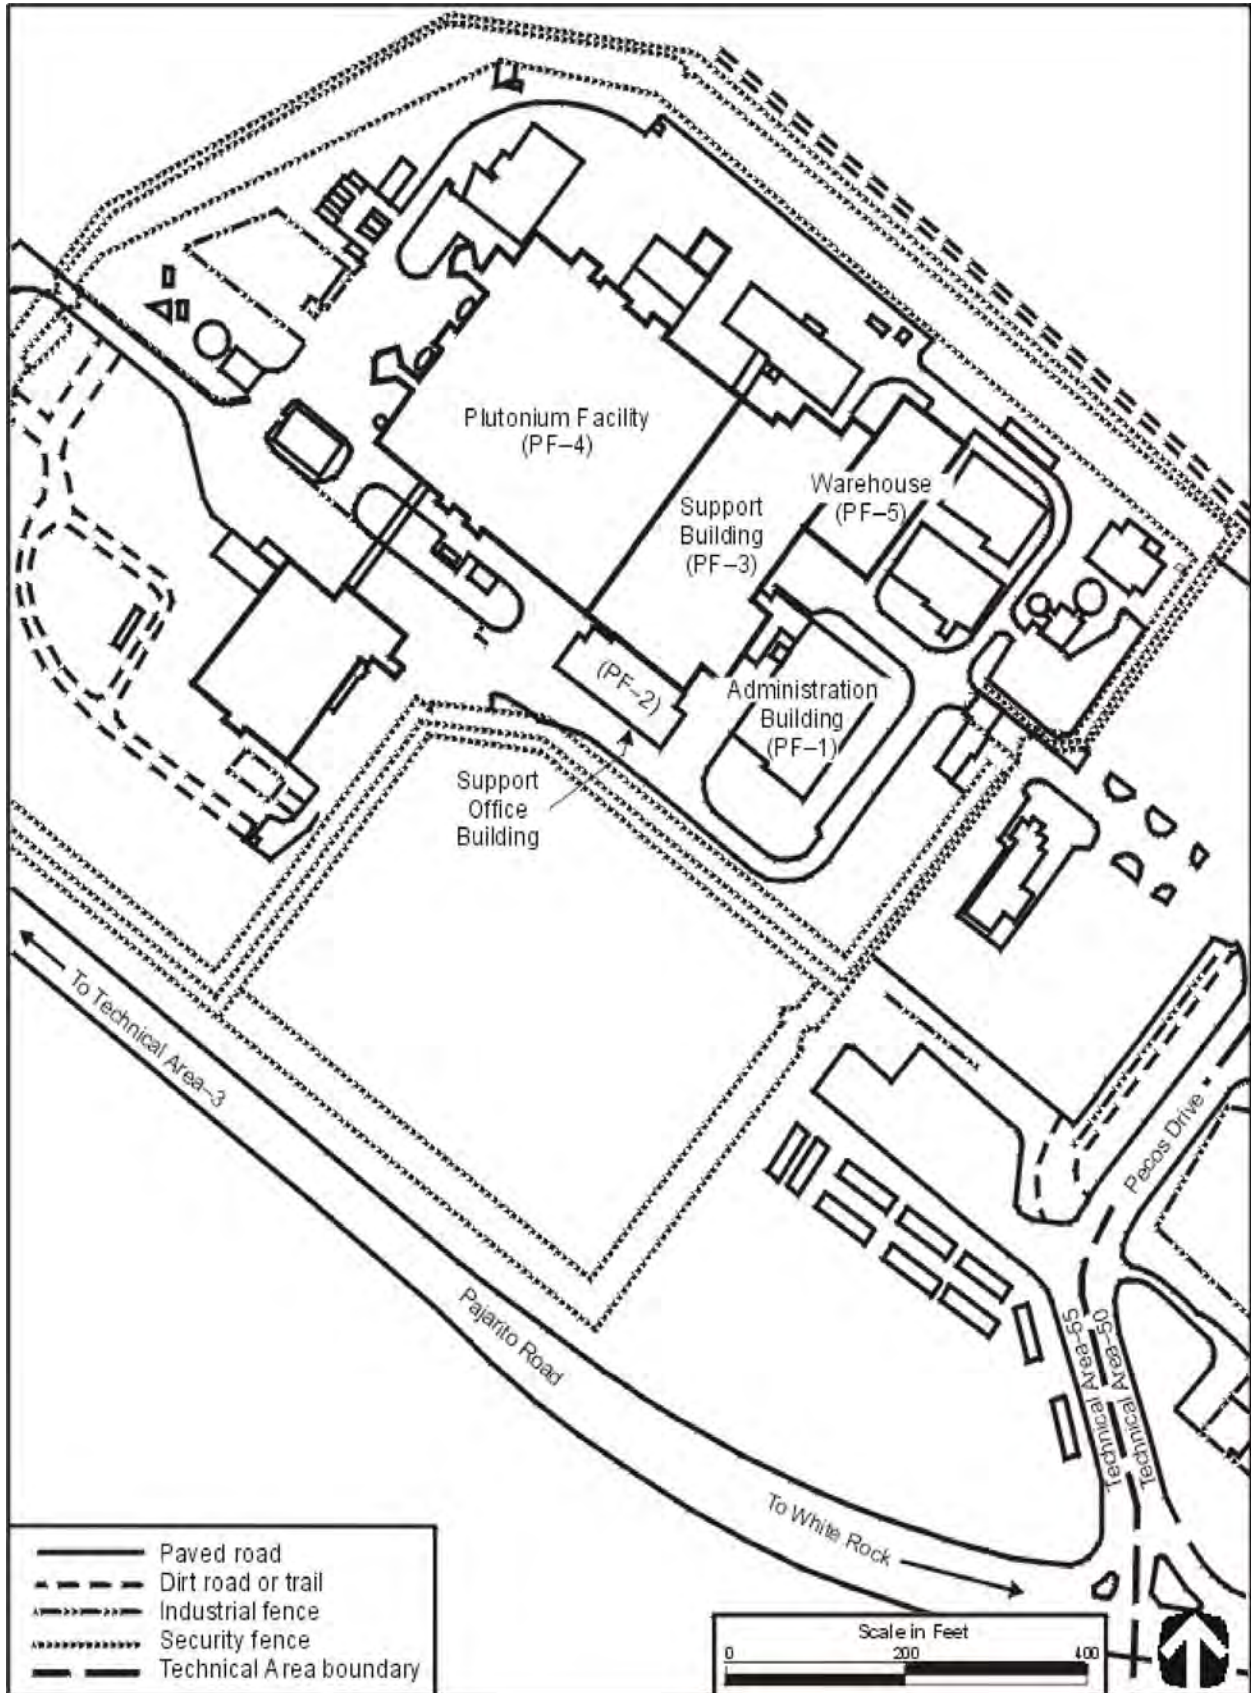 Plutonium Facility
(PF–4)
Warehouse
(PF–5)
Support
Building
(PF–3)
(PF–2)
Administration
Building
(PF–1)
Support
Office
Building
To Technical Area–3
Pecos Drive
Pajarito Road
Technical Area-55
Technical Area-50
To White Rock
Paved road
Dirt road or trail
Industrial fence
Security fence
Technical Area boundary
Scale in Feet
0 200 400